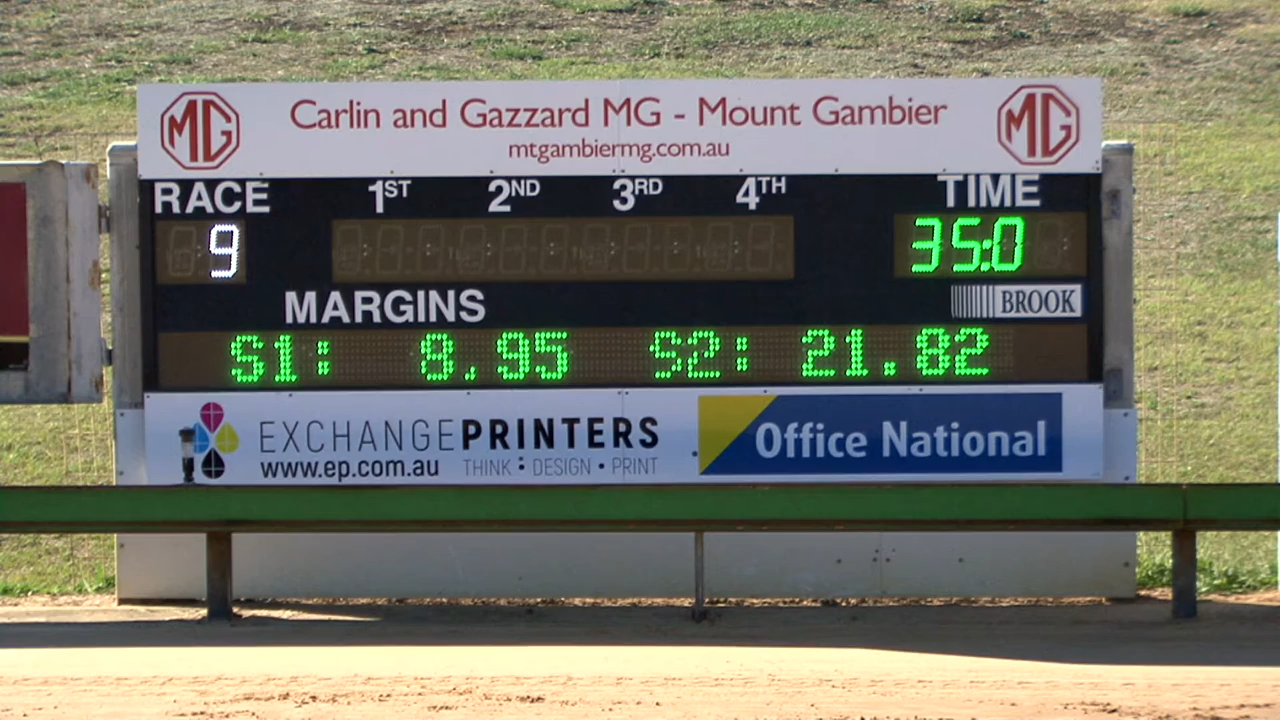 MG Carlin and Gazzard MG - Mount Gambier MG
mtgambiermg.com.au
RACE 1ST 2ND 3RD 4TH TIME
9 35:0
MARGINS BROOK
S1: 8.95 S2: 21.82
EXCHANGEPRINTERS Office National
www.ep.com.au THINK : DESIGN • PRINT